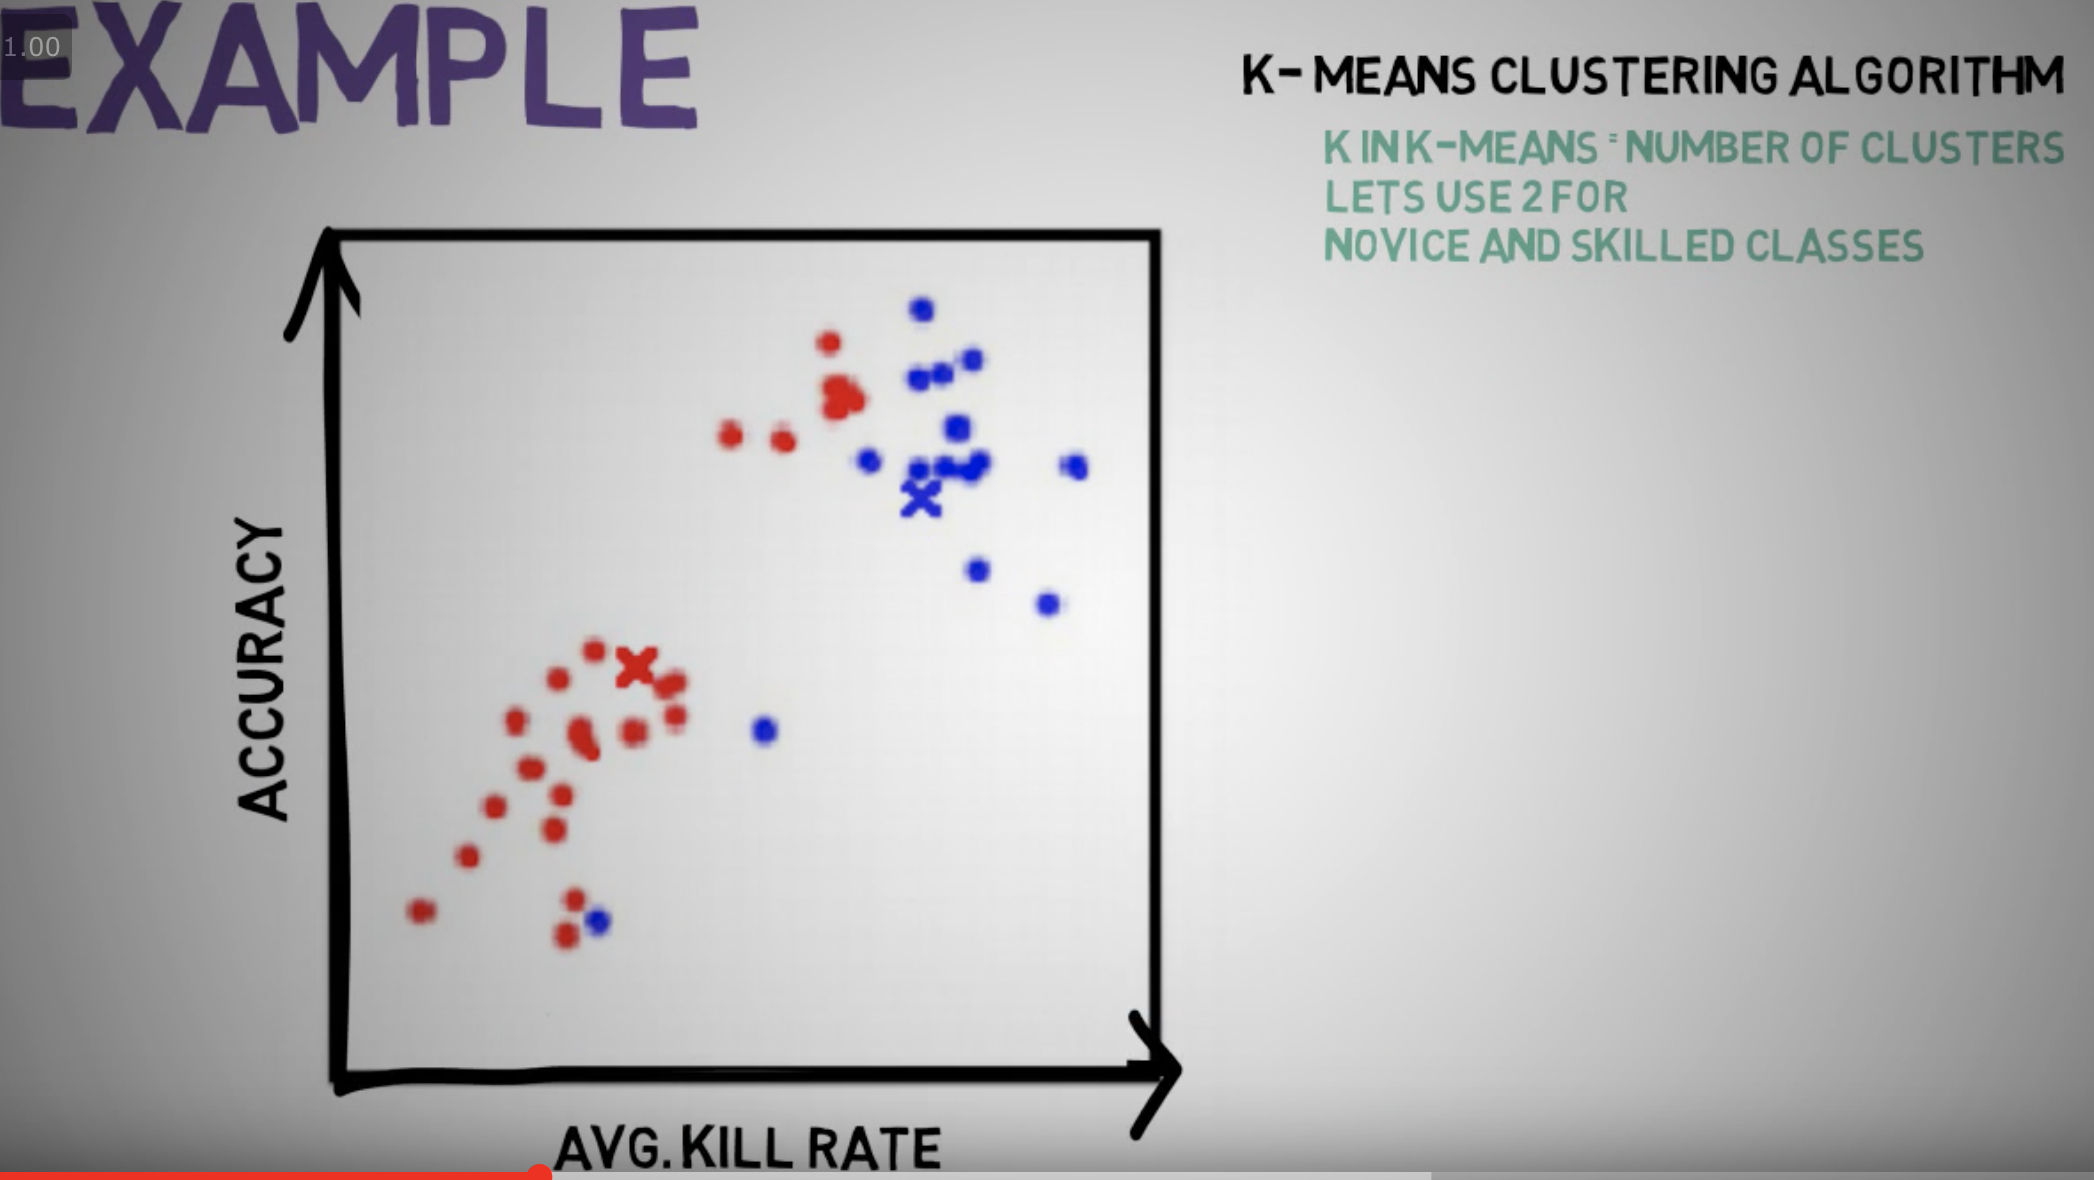 1.00
EXAMPLE
K-MEANS CLUSTERING ALGORITHM
K IN K-MEANS = NUMBER OF CLUSTERS
LETS USE 2 FOR
NOVICE AND SKILLED CLASSES
ACCURACY
AVG. KILL RATE